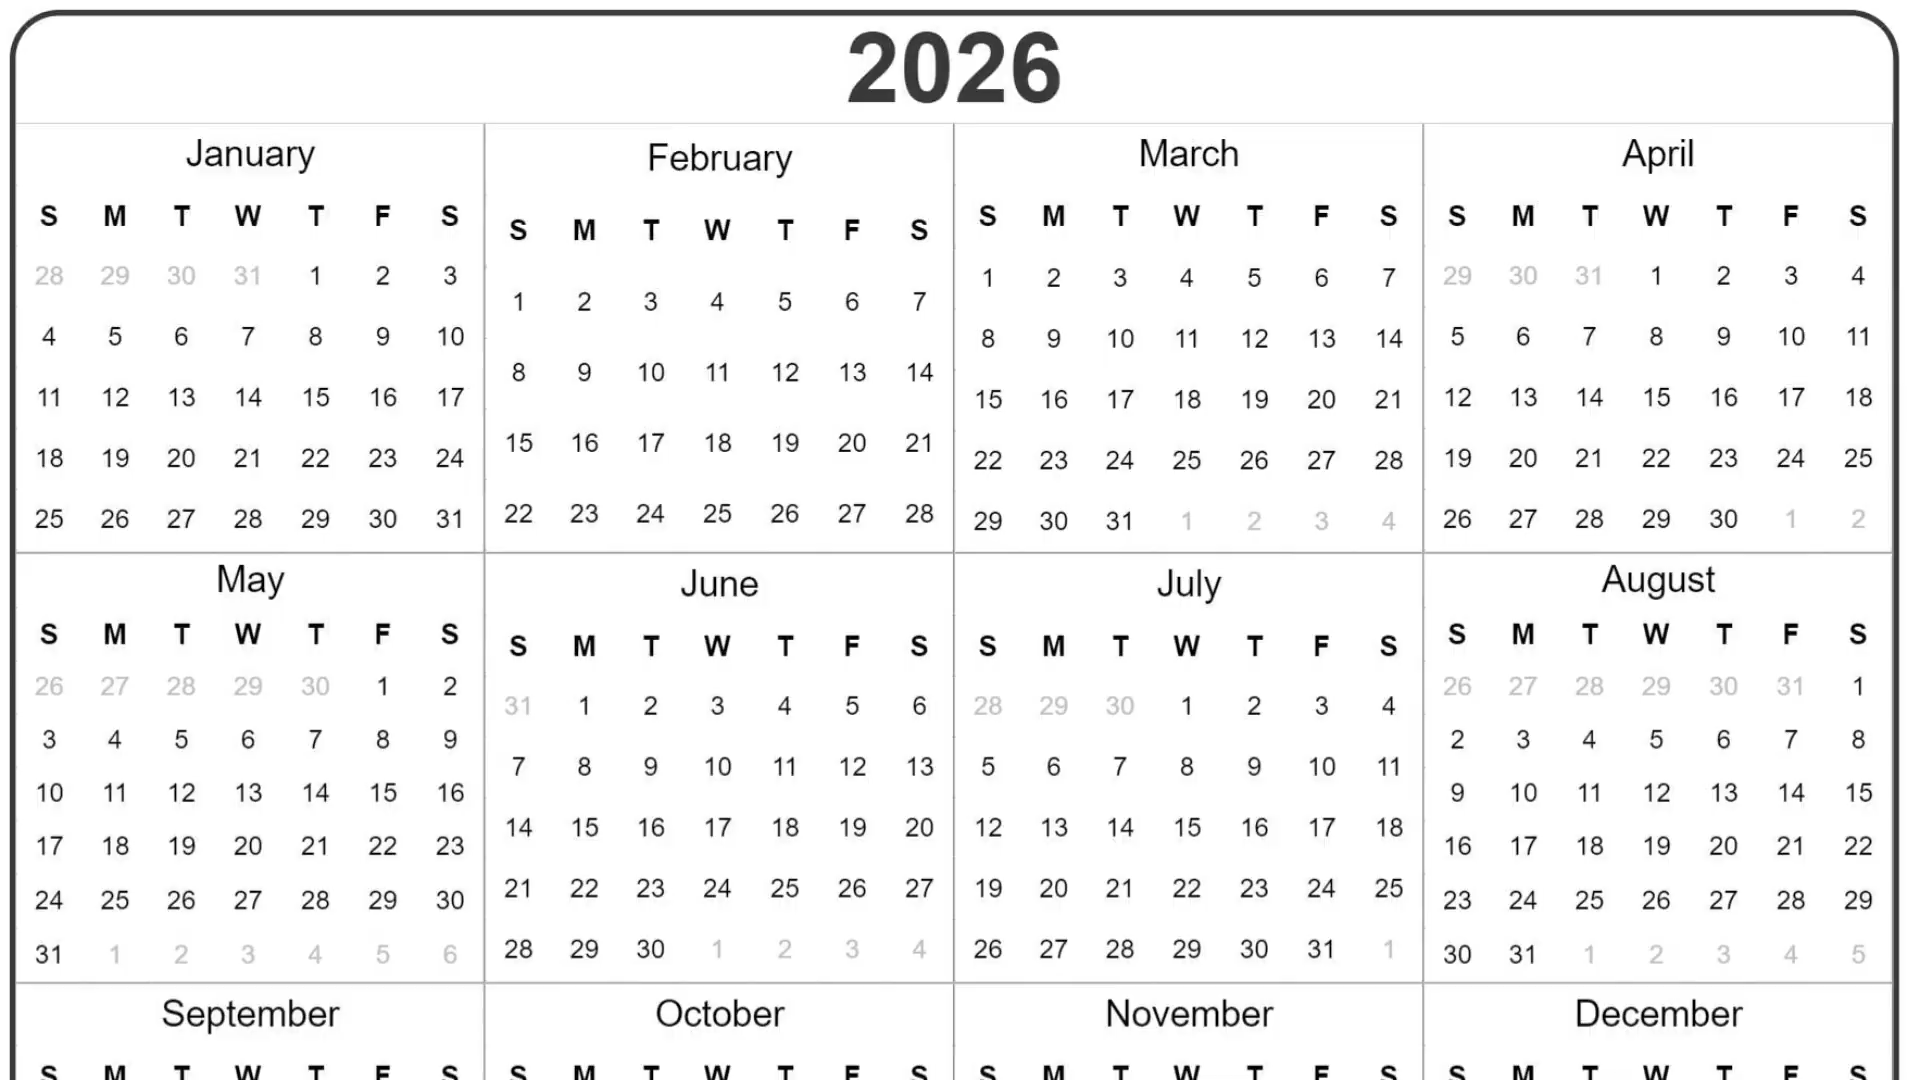 2026
January
S M T W T F S
28 29 30 31 1 2 3
4 5 6 7 8 9 10
11 12 13 14 15 16 17
18 19 20 21 22 23 24
25 26 27 28 29 30 31
February
S M T W T F S
1 2 3 4 5 6 7
8 9 10 11 12 13 14
15 16 17 18 19 20 21
22 23 24 25 26 27 28
March
S M T W T F S
1 2 3 4 5 6 7
8 9 10 11 12 13 14
15 16 17 18 19 20 21
22 23 24 25 26 27 28
29 30 31 1 2 3 4
April
S M T W T F S
29 30 31 1 2 3 4
5 6 7 8 9 10 11
12 13 14 15 16 17 18
19 20 21 22 23 24 25
26 27 28 29 30 1 2
May
S M T W T F S
26 27 28 29 30 1 2
3 4 5 6 7 8 9
10 11 12 13 14 15 16
17 18 19 20 21 22 23
24 25 26 27 28 29 30
31 1 2 3 4 5 6
June
S M T W T F S
31 1 2 3 4 5 6
7 8 9 10 11 12 13
14 15 16 17 18 19 20
21 22 23 24 25 26 27
28 29 30 1 2 3 4
July
S M T W T F S
28 29 30 1 2 3 4
5 6 7 8 9 10 11
12 13 14 15 16 17 18
19 20 21 22 23 24 25
26 27 28 29 30 31 1
August
S M T W T F S
26 27 28 29 30 31 1
2 3 4 5 6 7 8
9 10 11 12 13 14 15
16 17 18 19 20 21 22
23 24 25 26 27 28 29
30 31 1 2 3 4 5
September
S M T W T F S
October
S M T W T F S
November
S M T W T F S
December
S M T W T F S